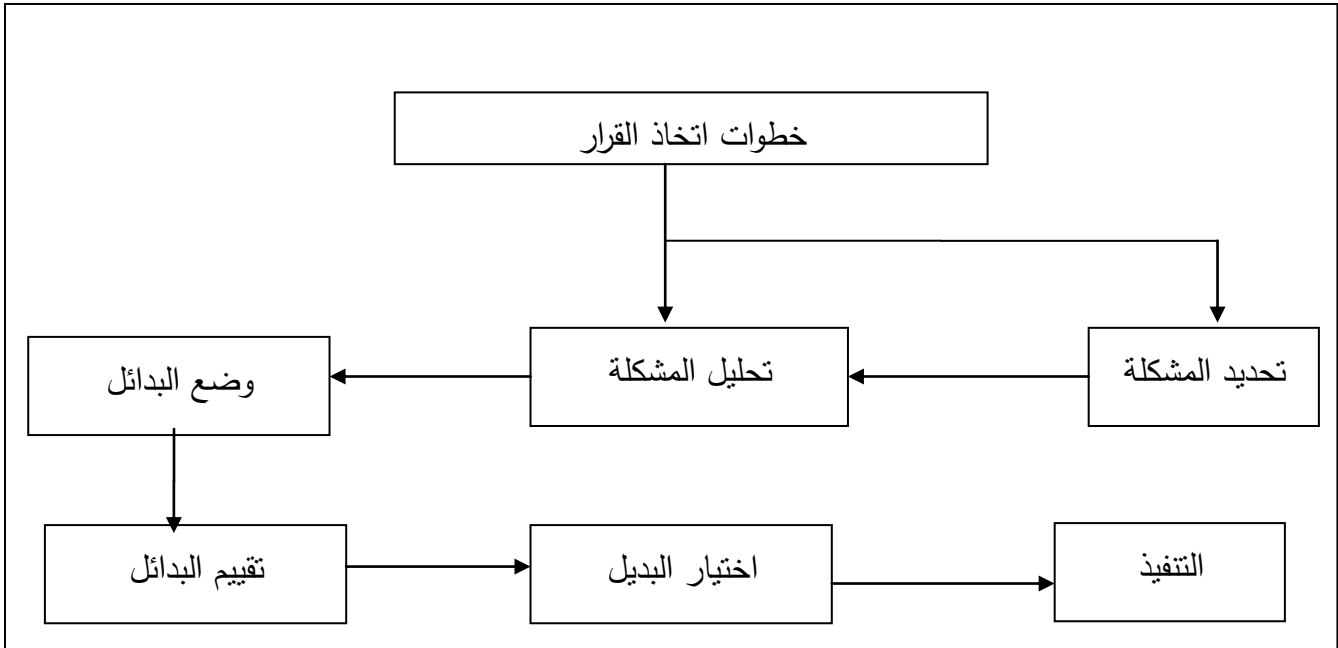 خطوات اتخاذ القرار
تحديد المشكلة
تحليل المشكلة
وضع البدائل
تقييم البدائل
اختيار البديل
التنفيذ